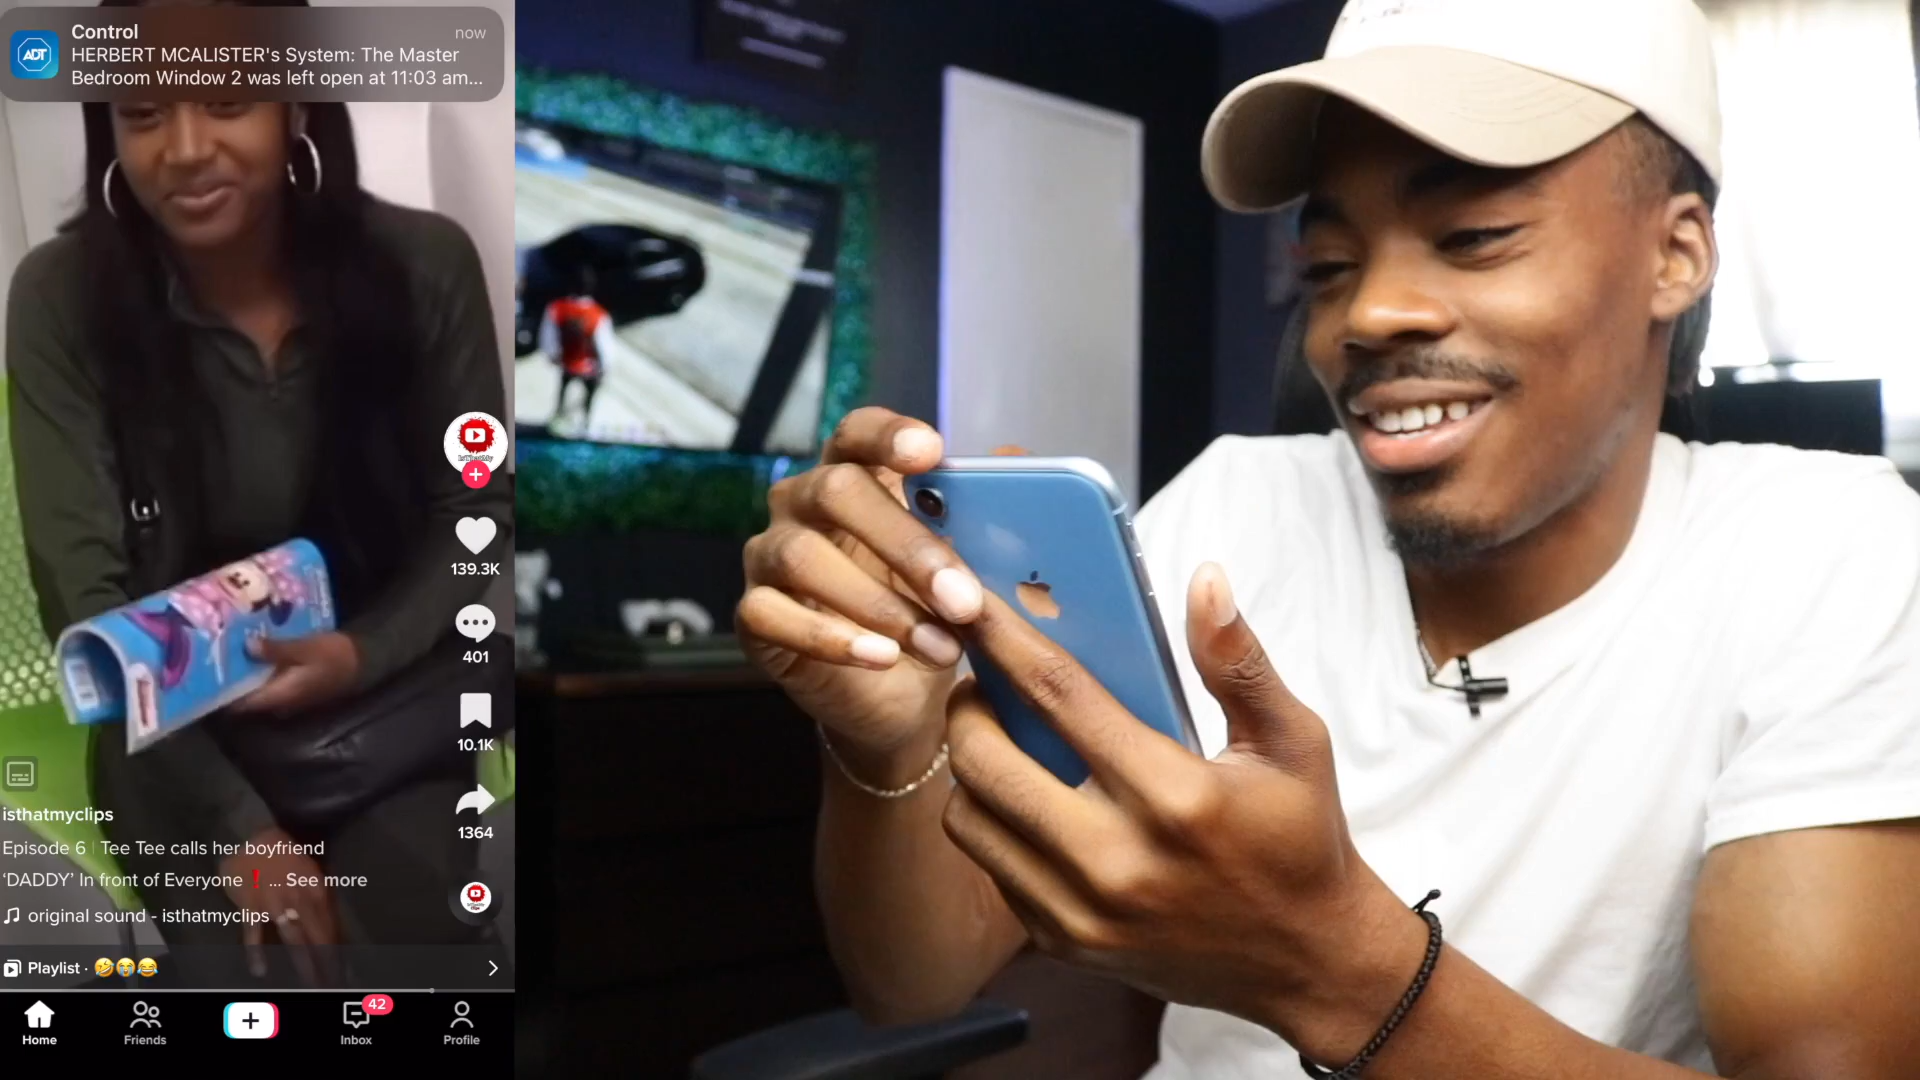 Control
now
HERBERT MCALISTER's System: The Master
Bedroom Window 2 was left open at 11:03 am...
ADT
139.3K
401
10.1K
1364
isthatmyclips
Episode 6 | Tee Tee calls her boyfriend
‘DADDY’ In front of Everyone❗... See more
original sound - isthatmyclips
Playlist · 🤣😭😂
42
Home
Friends
Inbox
Profile